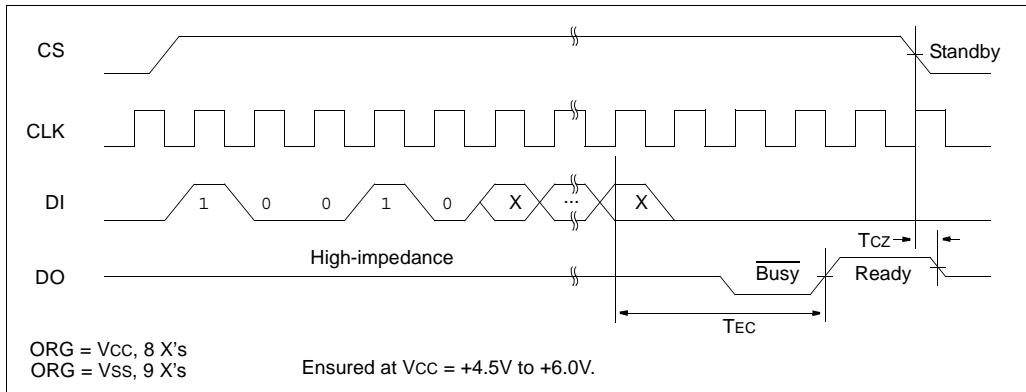 CS
Standby
CLK
DI
1 0 0 1 0 X ... X
TCZ
High-impedance
DO
Busy
Ready
TEC
ORG = VCC, 8 X's
ORG = VSS, 9 X's
Ensured at VCC = +4.5V to +6.0V.